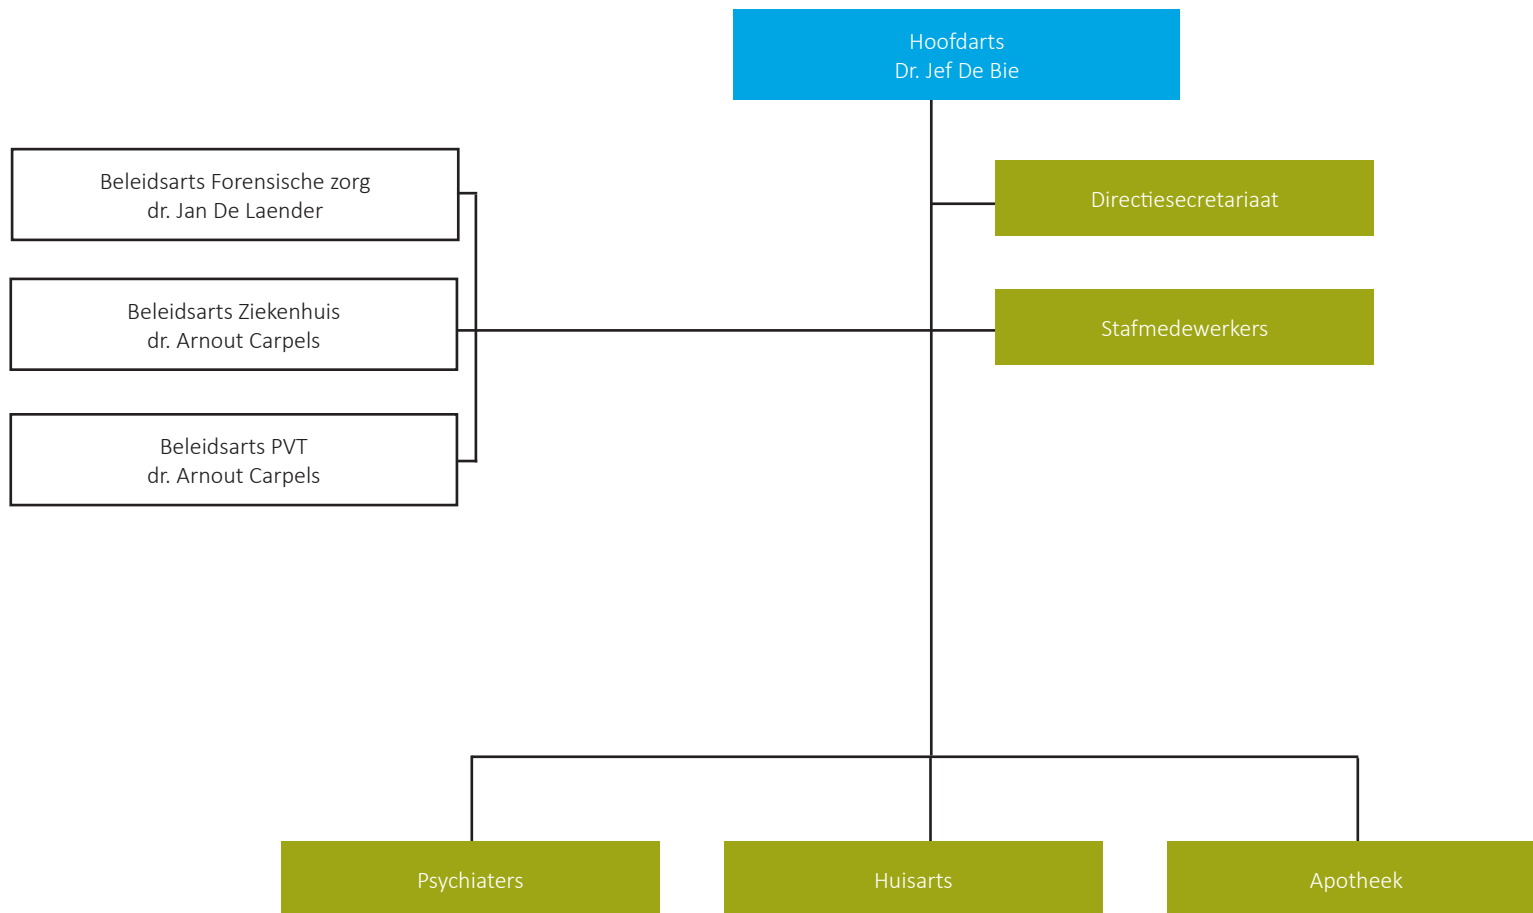 Hoofdarts
Dr. Jef De Bie
Beleidsarts Forensische zorg
dr. Jan De Laender
Directiesecretariaat
Beleidsarts Ziekenhuis
dr. Arnout Carpels
Stafmedewerkers
Beleidsarts PVT
dr. Arnout Carpels
Psychiaters
Huisarts
Apotheek